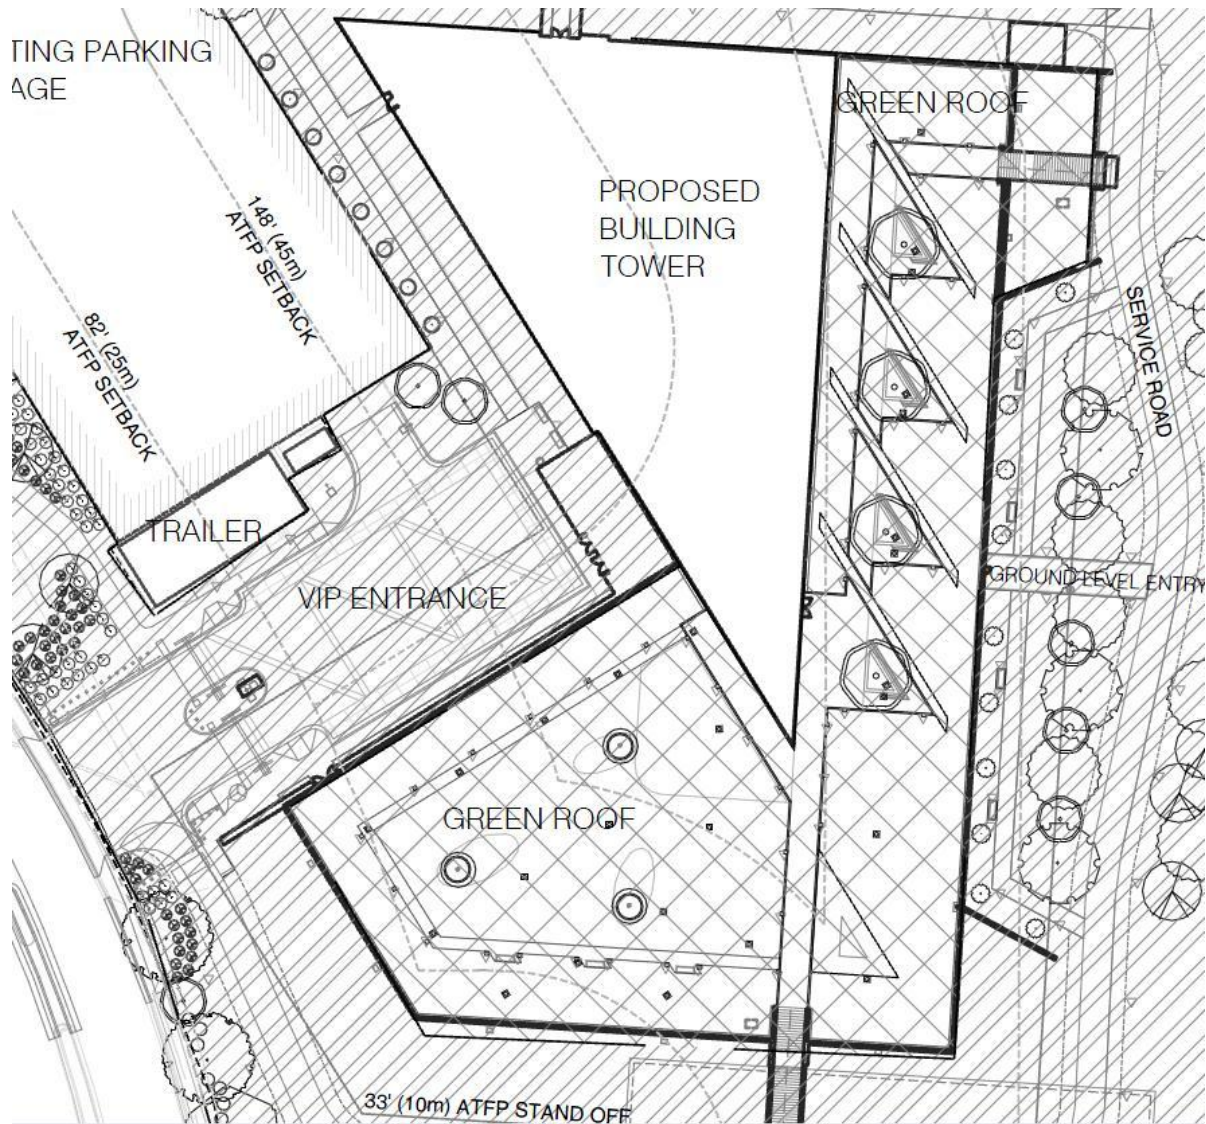 TING PARKING
AGE
GREEN ROOF
PROPOSED
BUILDING
TOWER
148' (45m)
ATFP SETBACK
82' (25m)
ATFP SETBACK
SERVICE ROAD
TRAILER
VIP ENTRANCE
GROUND LEVEL ENTRY
GREEN ROOF
33' (10m) ATFP STAND OFF